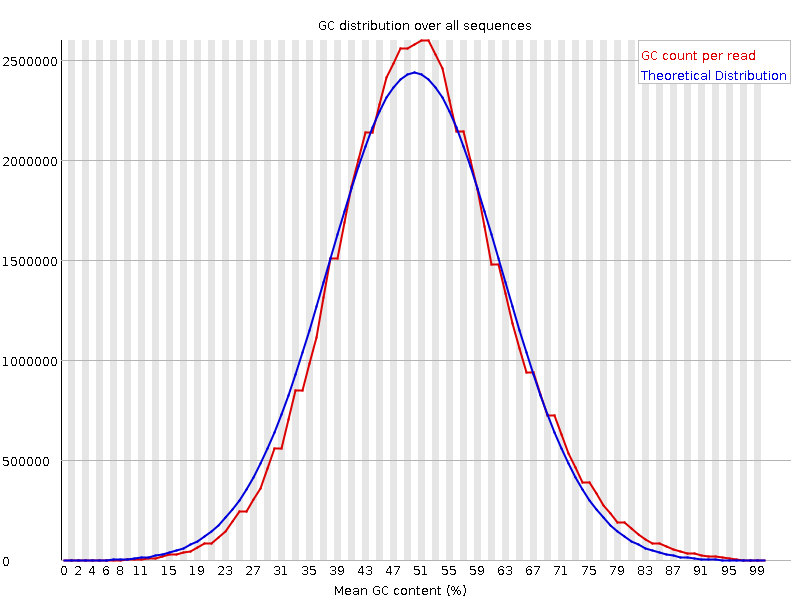 GC distribution over all sequences
GC count per read
Theoretical Distribution
2500000
2000000
1500000
1000000
500000
0
0 2 4 6 8 11 15 19 23 27 31 35 39 43 47 51 55 59 63 67 71 75 79 83 87 91 95 99
Mean GC content (%)